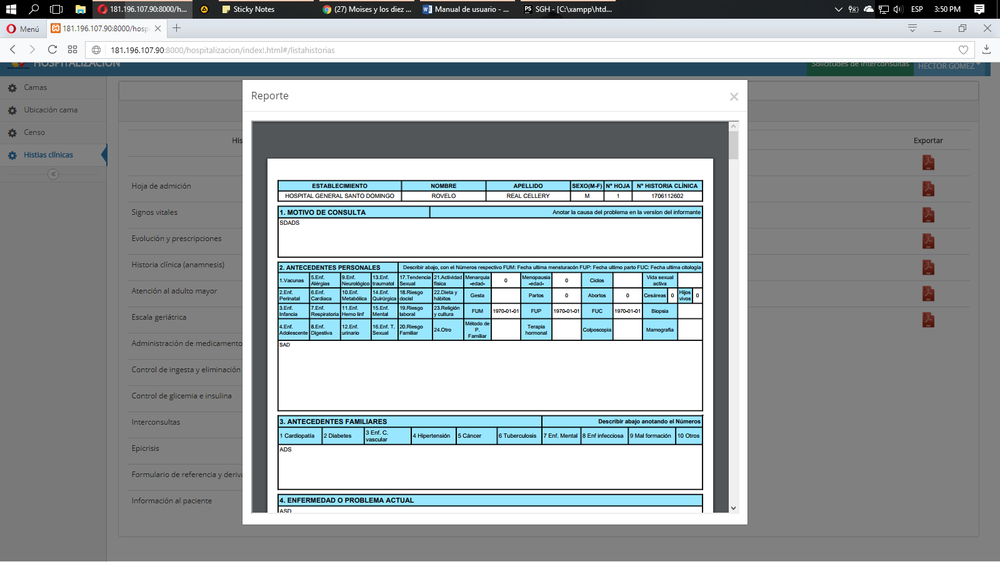 181.196.107.90:8000/h...
Sticky Notes
(27) Moises y los diez ...
Manual de usuario - ...
SGH - [C:\xampp\htd...
ESP
3:50 PM
Menú
181.196.107.90:8000/hosp
181.196.107.90:8000/hospitalizacion/index!.html#/listahistorias
HOSPITALIZACIÓN
Solicitudes de Interconsultas
HECTOR GOMEZ
Camas
Ubicación cama
Censo
Histias clínicas
Reporte
His
Exportar
Hoja de admición
Signos vitales
Evolución y prescripciones
Historia clínica (anamnesis)
Atención al adulto mayor
Escala geriátrica
Administración de medicamento
Control de ingesta y eliminación
Control de glicemia e insulina
Interconsultas
Epicrisis
Formulario de referencia y deriva
Información al paciente
ESTABLECIMIENTO NOMBRE APELLIDO SEXO(M-F) Nº HOJA Nº HISTORIA CLÍNICA
HOSPITAL GENERAL SANTO DOMINGO ROVELO REAL CELLERY M 1 1706112602
1. MOTIVO DE CONSULTA Anotar la causa del problema en la versíon del informante
SDADS
2. ANTECEDENTES PERSONALES Describir abajo, con el Números respectivo FUM: Fecha ultima mensturacón FUP: Fecha ultimo parto FUC: Fecha ultima citología
1.Vacunas 5.Enf. Alérgias 9.Enf. Neurológico 13.Enf. traumatol 17.Tendencia Sexual 21.Actividad física Menarquia -edad- 0 Menopausia -edad- 0 Ciclos Vida sexual activa
2.Enf. Perinatal 6.Enf. Cardiaca 10.Enf. Metabólica 14.Enf. Quirúrgica 18.Riesgo docisl 22.Dieta y hábitos Gesta Partos 0 Abortos 0 Cesáreas 0 Hijos vivos 0
3.Enf. Infancia 7.Enf. Respiratoria 11.Enf. Hemo linf 15.Enf. Mental 19.Riesgo laboral 23.Religión y cultura FUM 1970-01-01 FUP 1970-01-01 FUC 1970-01-01 Biopsia
4.Enf. Adolescente 8.Enf. Digestiva 12.Enf. urinario 16.Enf. T. Sexual 20.Riesgo Familiar 24.Otro Método de P. Familiar Terapia hormonal Colposcopia Mamografia
SAD
3. ANTECEDENTES FAMILIARES Describir abajo anotando el Números
1 Cardiopatía 2 Diabetes 3 Enf. C. vascular 4 Hipertensión 5 Cáncer 6 Tuberculosis 7 Enf. Mental 8 Enf infecciosa 9 Mal formación 10 Otros
ADS
4. ENFERMEDAD O PROBLEMA ACTUAL
ASD